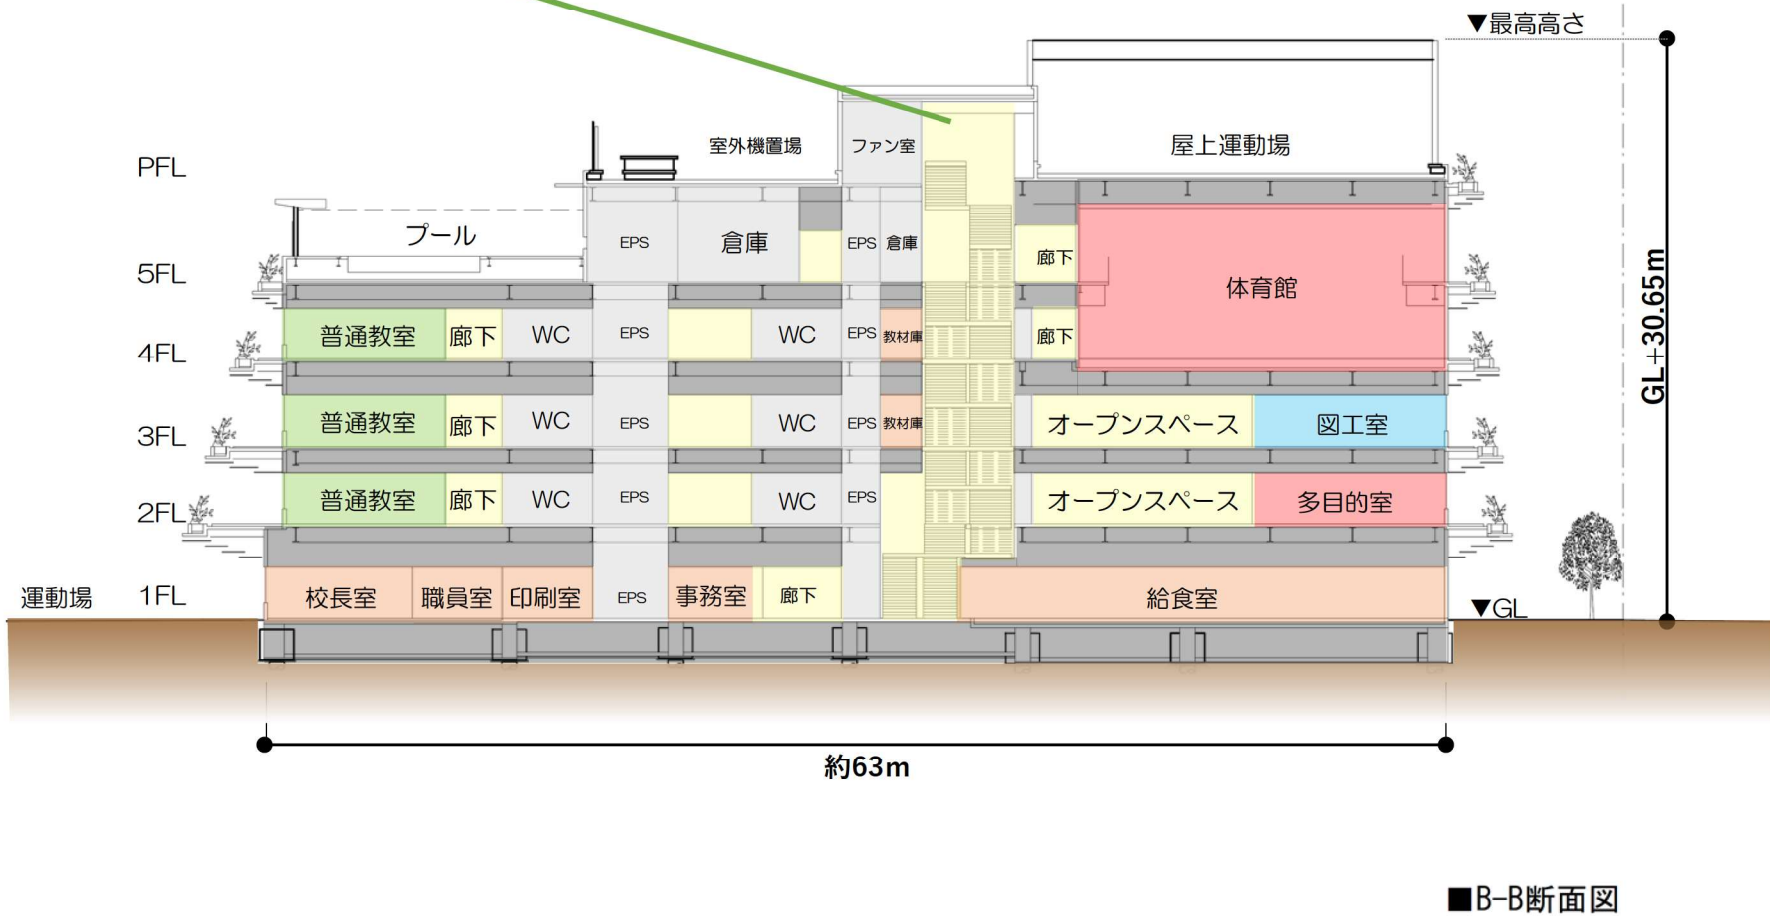 ▼最高高さ
室外機置場
ファン室
屋上運動場
PFL
プール
EPS
倉庫
EPS
倉庫
廊下
体育館
5FL
GL+30.65m
普通教室
廊下
WC
EPS
WC
EPS
教材庫
廊下
4FL
普通教室
廊下
WC
EPS
WC
EPS
教材庫
オープンスペース
図工室
3FL
普通教室
廊下
WC
EPS
WC
EPS
オープンスペース
多目的室
2FL
運動場
1FL
校長室
職員室
印刷室
EPS
事務室
廊下
給食室
▼GL
約63m
■B-B断面図